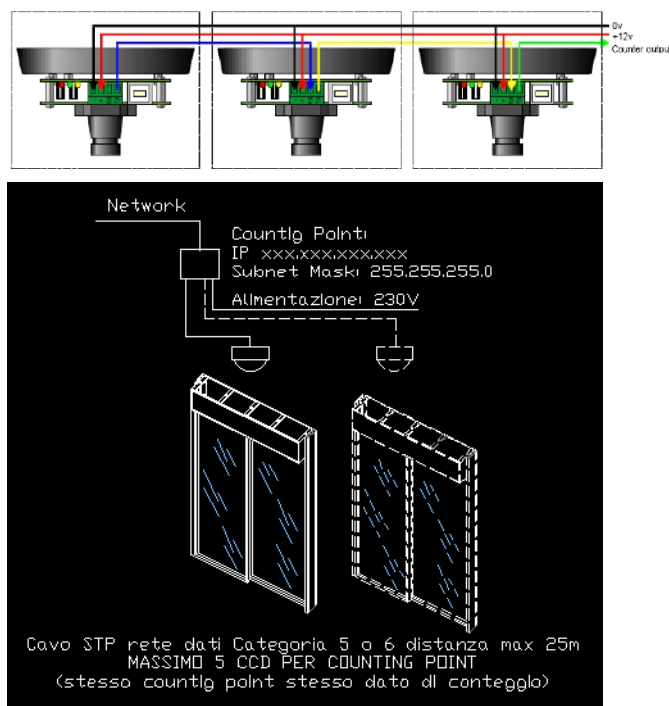 0v
+12v
Counter output
Network
Countig Point:
IP xxx.xxx.xxx.xxx
Subnet Mask: 255.255.255.0
Alimentazione: 230V
Cavo STP rete dati Categoria 5 o 6 distanza max 25m
MASSIMO 5 CCD PER COUNTING POINT
(stesso countig point stesso dato di conteggio)